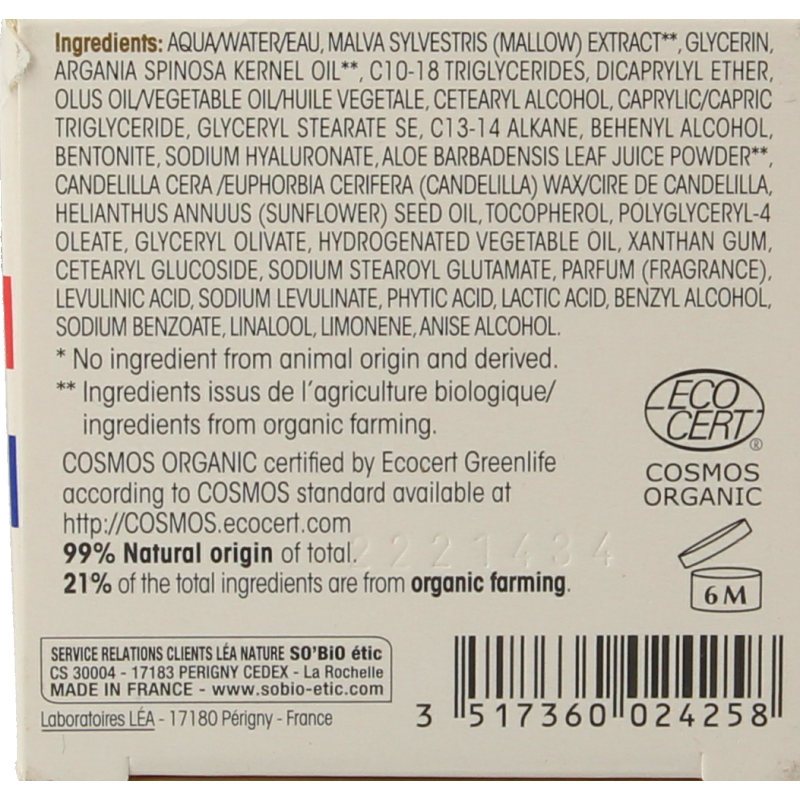 Ingredients: AQUA/WATER/EAU, MALVA SYLVESTRIS (MALLOW) EXTRACT**, GLYCERIN,
ARGANIA SPINOSA KERNEL OIL**, C10-18 TRIGLYCERIDES, DICAPRYLYL ETHER,
OLUS OIL/VEGETABLE OIL/HUILE VEGETALE, CETEARYL ALCOHOL, CAPRYLIC/CAPRIC
TRIGLYCERIDE, GLYCERYL STEARATE SE, C13-14 ALKANE, BEHENYL ALCOHOL,
BENTONITE, SODIUM HYALURONATE, ALOE BARBADENSIS LEAF JUICE POWDER**,
CANDELILLA CERA /EUPHORBIA CERIFERA (CANDELILLA) WAX/CIRE DE CANDELILLA,
HELIANTHUS ANNUUS (SUNFLOWER) SEED OIL, TOCOPHEROL, POLYGLYCERYL-4
OLEATE, GLYCERYL OLIVATE, HYDROGENATED VEGETABLE OIL, XANTHAN GUM,
CETEARYL GLUCOSIDE, SODIUM STEAROYL GLUTAMATE, PARFUM (FRAGRANCE),
LEVULINIC ACID, SODIUM LEVULINATE, PHYTIC ACID, LACTIC ACID, BENZYL ALCOHOL,
SODIUM BENZOATE, LINALOOL, LIMONENE, ANISE ALCOHOL.
* No ingredient from animal origin and derived.
** Ingredients issus de l'agriculture biologique/
ingredients from organic farming.
COSMOS ORGANIC certified by Ecocert Greenlife
according to COSMOS standard available at
http://COSMOS.ecocert.com
99% Natural origin of total.
2221434
21% of the total ingredients are from organic farming.
ECO
CERT
®
COSMOS
ORGANIC
6M
SERVICE RELATIONS CLIENTS LÉA NATURE SO'BiO étic
CS 30004 - 17183 PERIGNY CEDEX - La Rochelle
MADE IN FRANCE - www.sobio-etic.com
Laboratoires LÉA - 17180 Périgny - France
3 517360 024258